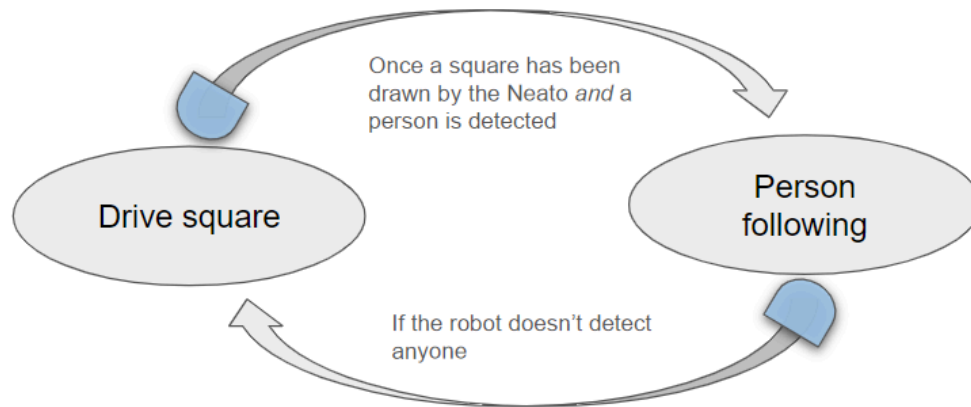 Once a square has been
drawn by the Neato and a
person is detected
Drive square
Person
following
If the robot doesn't detect
anyone